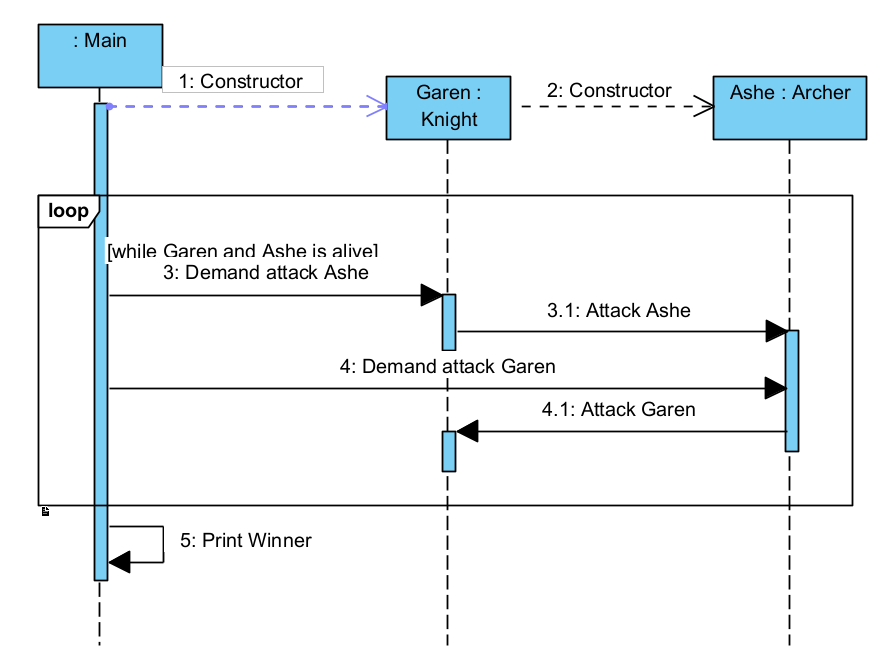 : Main
1: Constructor
Garen :
Knight
2: Constructor
Ashe : Archer
loop
[while Garen and Ashe is alive]
3: Demand attack Ashe
3.1: Attack Ashe
4: Demand attack Garen
4.1: Attack Garen
5: Print Winner